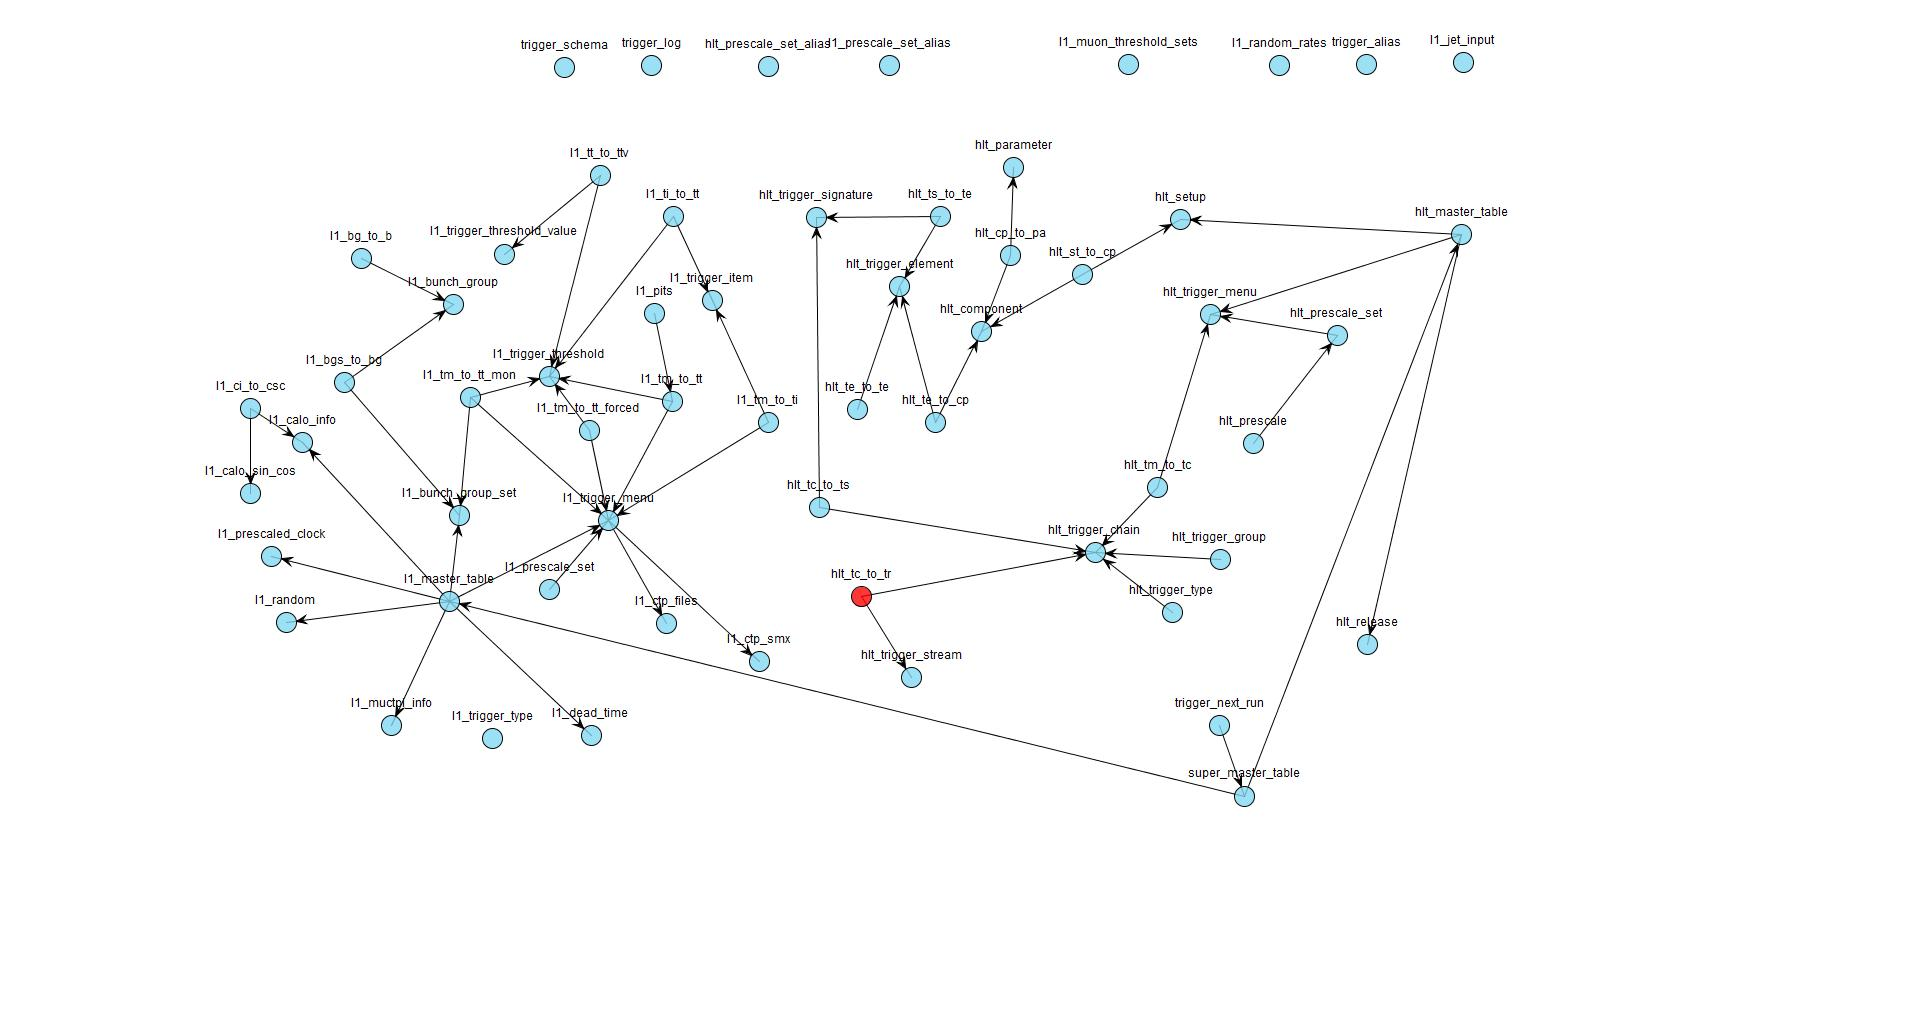 trigger_schema
trigger_log
hlt_prescale_set_alias
l1_prescale_set_alias
l1_muon_threshold_sets
l1_random_rates
trigger_alias
l1_jet_input
l1_tt_to_ttv
hlt_parameter
l1_ti_to_tt
hlt_trigger_signature
hlt_ts_to_te
hlt_setup
hlt_master_table
l1_bg_to_b
l1_trigger_threshold_value
hlt_cp_to_pa
hlt_st_to_cp
l1_bunch_group
l1_trigger_item
hlt_trigger_element
l1_pits
hlt_component
hlt_trigger_menu
hlt_prescale_set
l1_bgs_to_bg
l1_trigger_threshold
l1_ci_to_csc
l1_tm_to_tt_mon
l1_tm_to_tt
hlt_te_to_te
l1_calo_info
l1_tm_to_tt_forced
l1_tm_to_ti
hlt_te_to_cp
hlt_prescale
l1_calo_sin_cos
hlt_tm_to_tc
l1_bunch_group_set
l1_trigger_menu
hlt_tc_to_ts
l1_prescaled_clock
hlt_trigger_chain
hlt_trigger_group
l1_master_table
l1_prescale_set
hlt_tc_to_tr
hlt_trigger_type
l1_random
l1_ctp_files
hlt_release
l1_ctp_smx
hlt_trigger_stream
l1_muctpi_info
l1_trigger_type
l1_dead_time
trigger_next_run
super_master_table